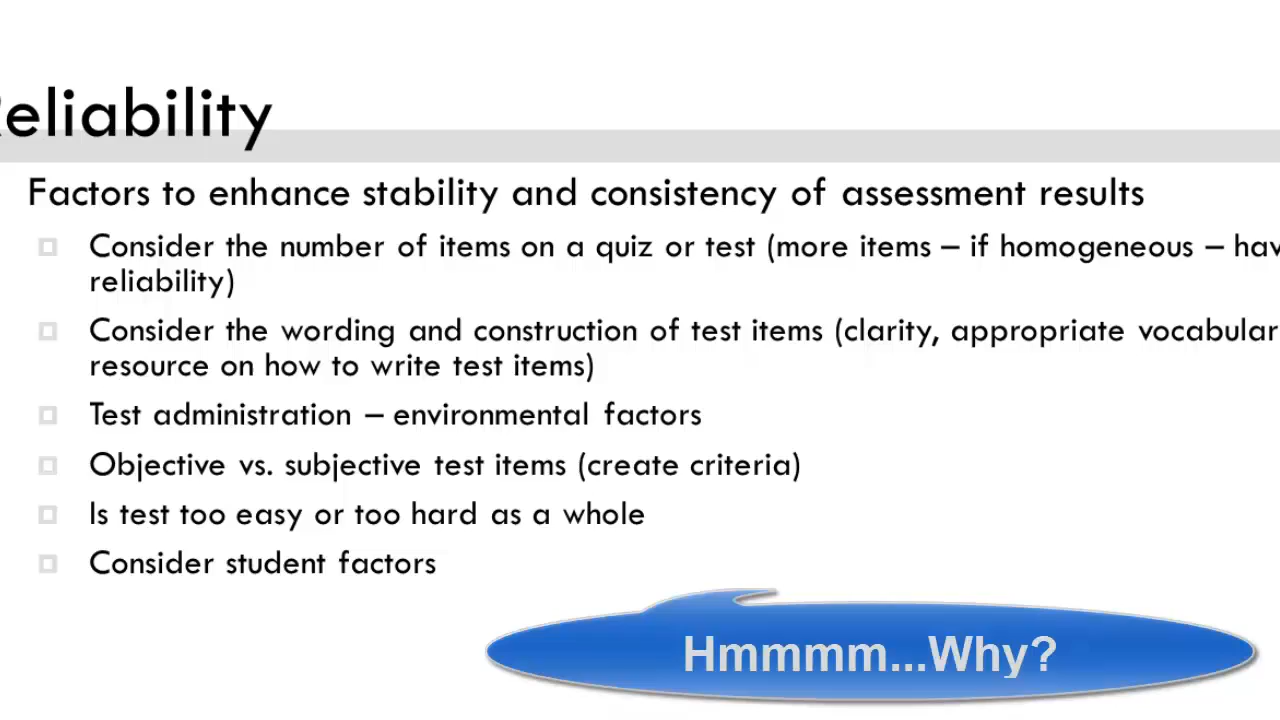 eliability
Factors to enhance stability and consistency of assessment results
Consider the number of items on a quiz or test (more items – if homogeneous –
reliability)
Consider the wording and construction of test items (clarity, appropriate vocabular
resource on how to write test items)
Test administration – environmental factors
Objective vs. subjective test items (create criteria)
Is test too easy or too hard as a whole
Consider student factors
Hmmmm...Why?